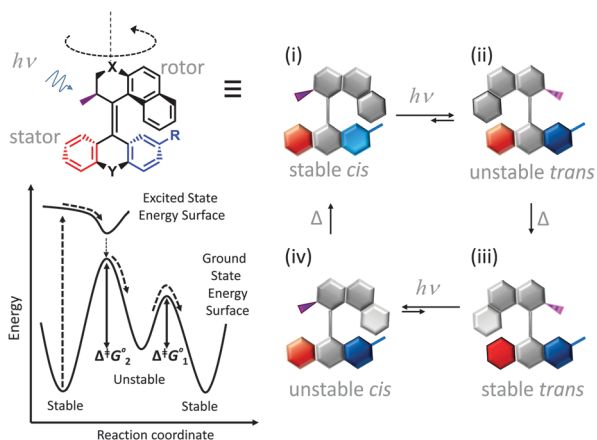 hν
X
rotor
stator
R
Y
≡
(i)
stable cis
hν
(ii)
unstable trans
Δ
Δ
(iv)
unstable cis
hν
(iii)
stable trans
Excited State
Energy Surface
Ground
State
Energy
Surface
Energy
Δ‡G°2
Δ‡G°1
Unstable
Stable
Stable
Reaction coordinate